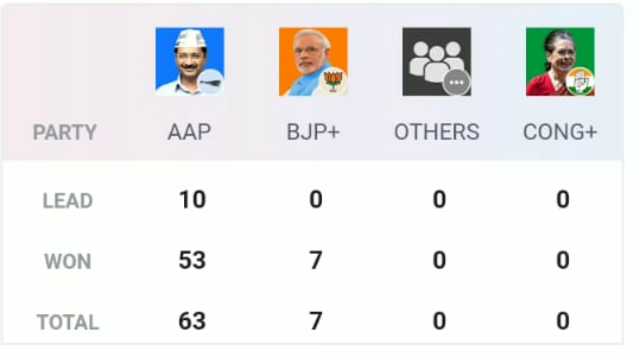 PARTY AAP BJP+ OTHERS CONG+
LEAD 10 0 0 0
WON 53 7 0 0
TOTAL 63 7 0 0